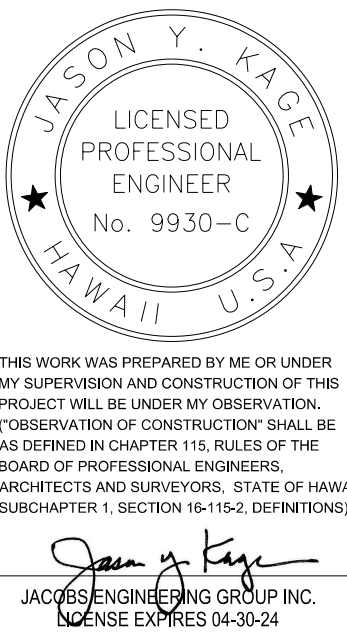 JASON Y. KAGE
LICENSED
PROFESSIONAL
ENGINEER
No. 9930-C
HAWAII U.S.A
THIS WORK WAS PREPARED BY ME OR UNDER
MY SUPERVISION AND CONSTRUCTION OF THIS
PROJECT WILL BE UNDER MY OBSERVATION.
("OBSERVATION OF CONSTRUCTION" SHALL BE
AS DEFINED IN CHAPTER 115, RULES OF THE
BOARD OF PROFESSIONAL ENGINEERS,
ARCHITECTS AND SURVEYORS, STATE OF HAWA
SUBCHAPTER 1, SECTION 16-115-2, DEFINITIONS)
Jason Y Kage
JACOBS ENGINEERING GROUP INC.
LICENSE EXPIRES 04-30-24